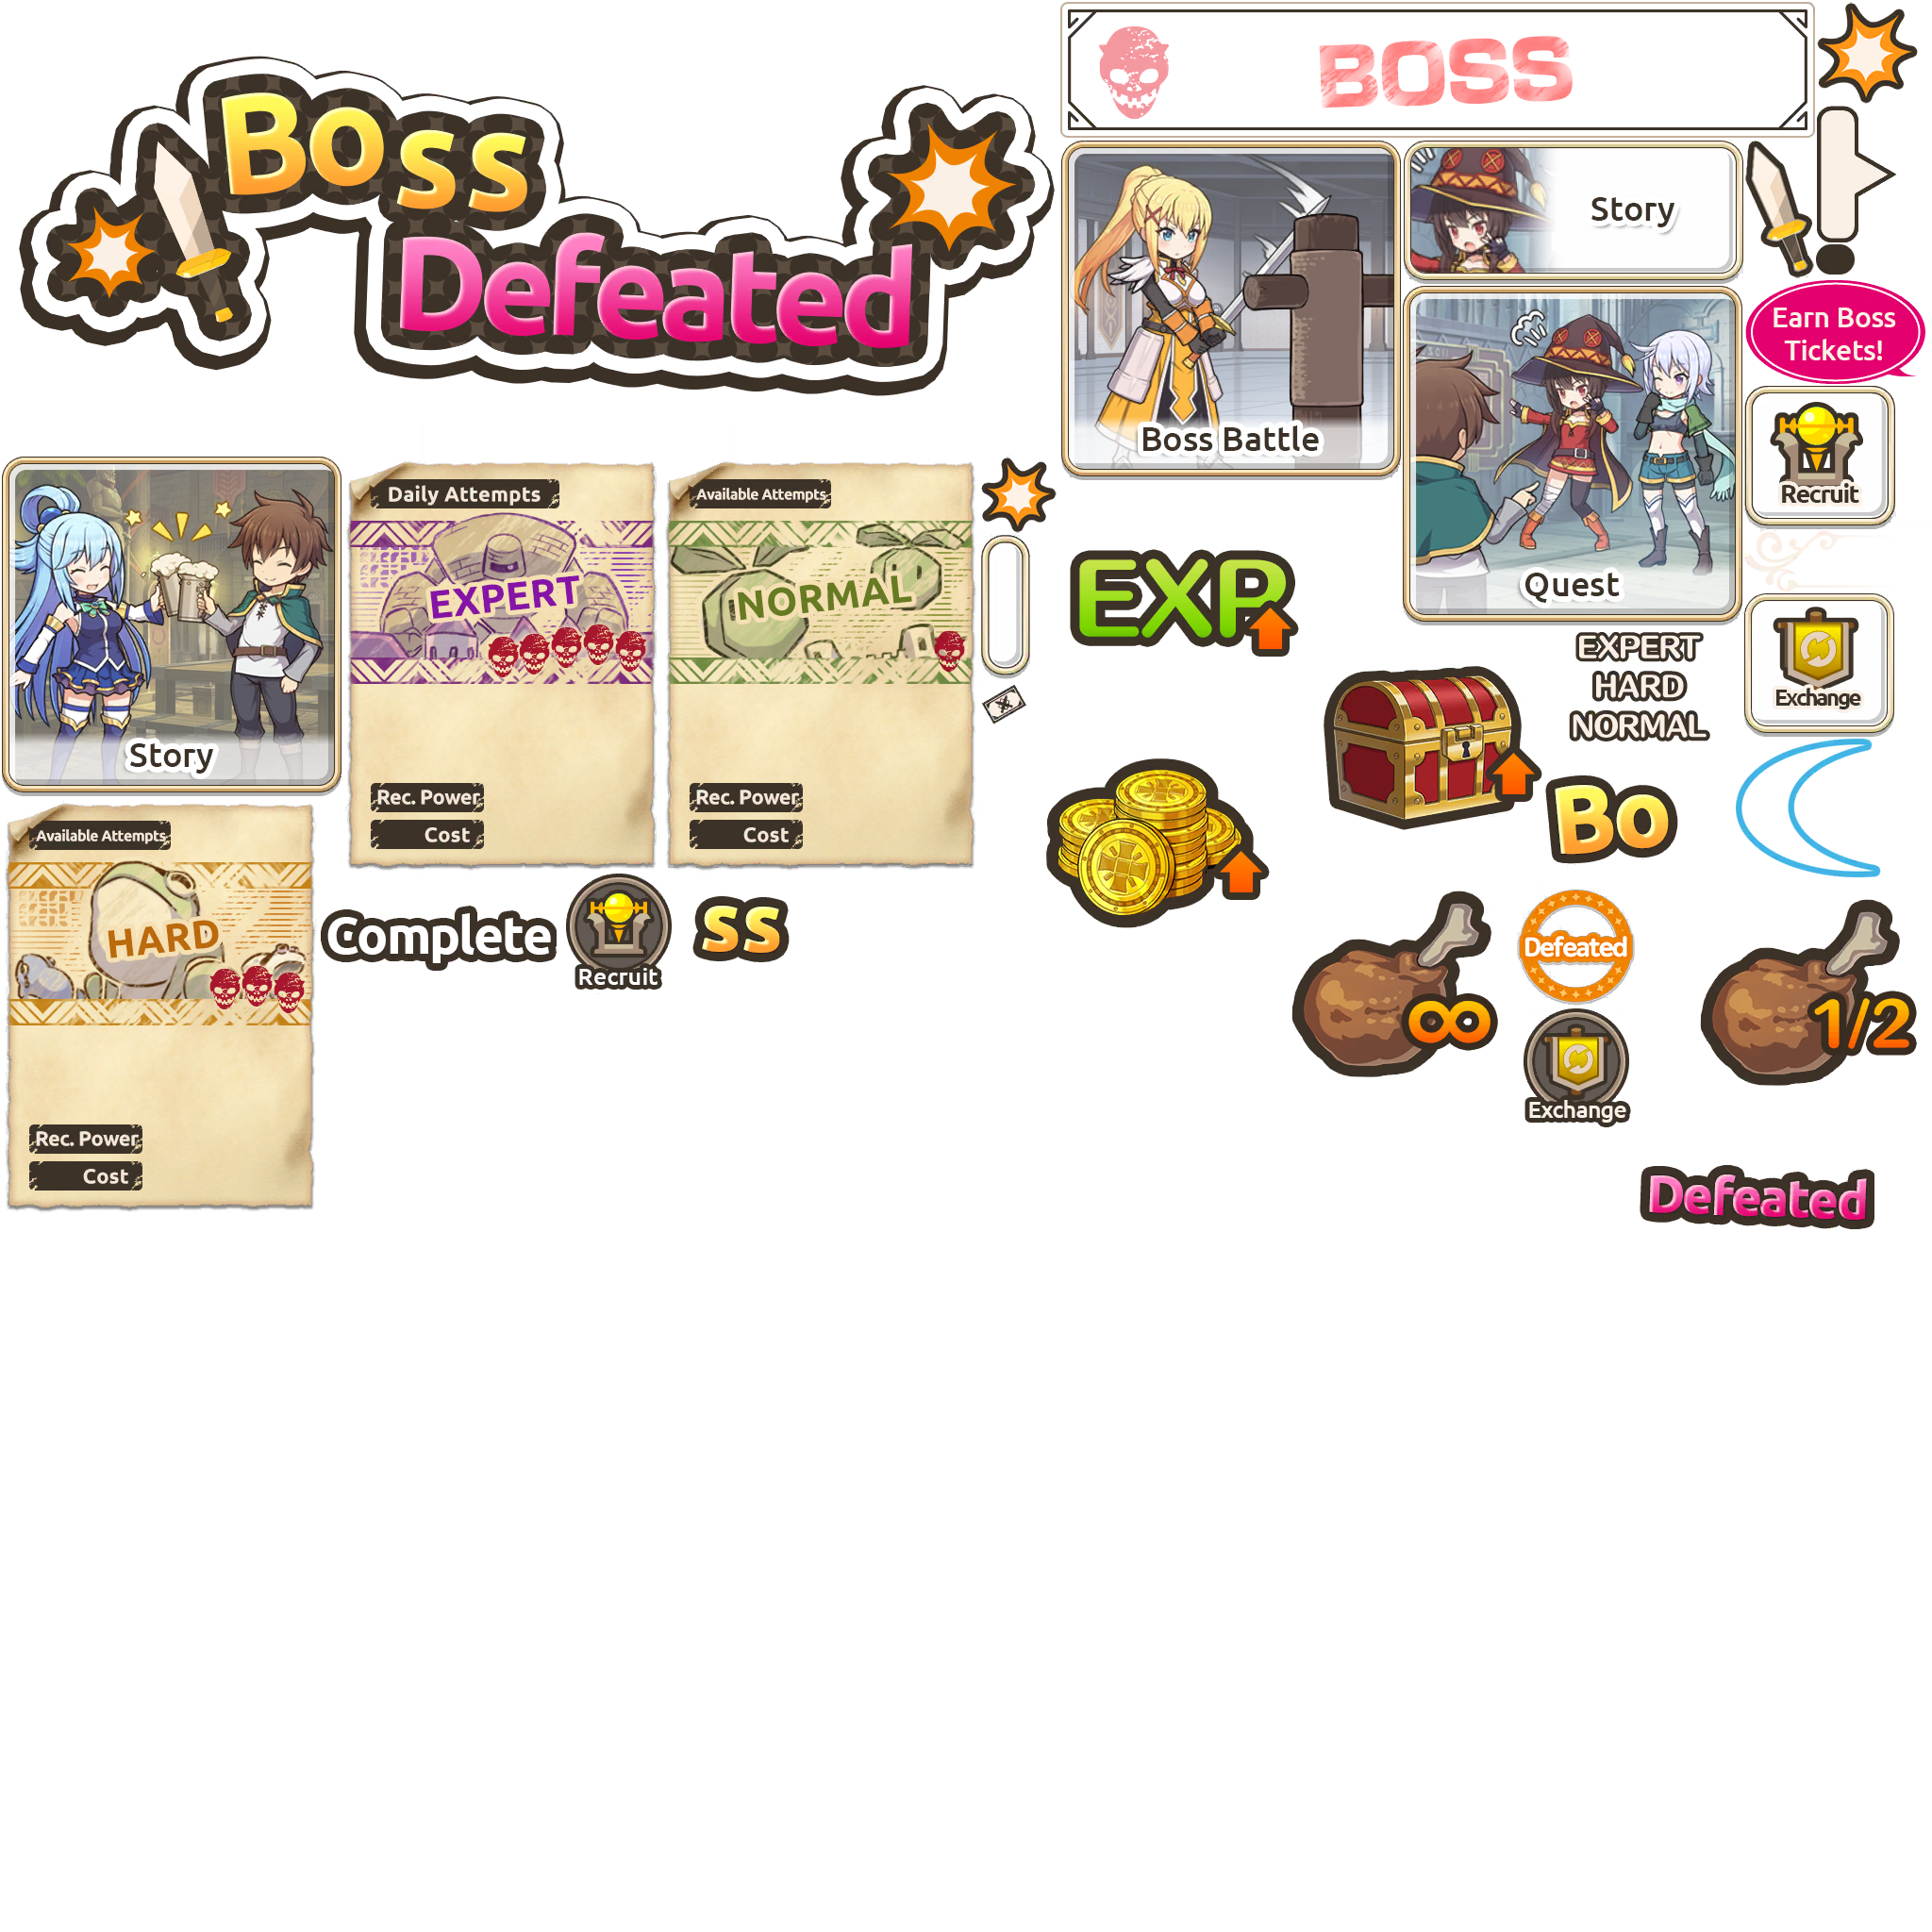 Boss
Defeated
BOSS
Story
Boss Battle
Quest
Earn Boss
Tickets!
Recruit
Exchange
EXPERT
HARD
NORMAL
EXP
Story
Daily Attempts
EXPERT
Rec. Power
Cost
Available Attempts
NORMAL
Rec. Power
Cost
Available Attempts
HARD
Rec. Power
Cost
Complete
Recruit
ss
Bo
∞
Defeated
1/2
Exchange
Defeated